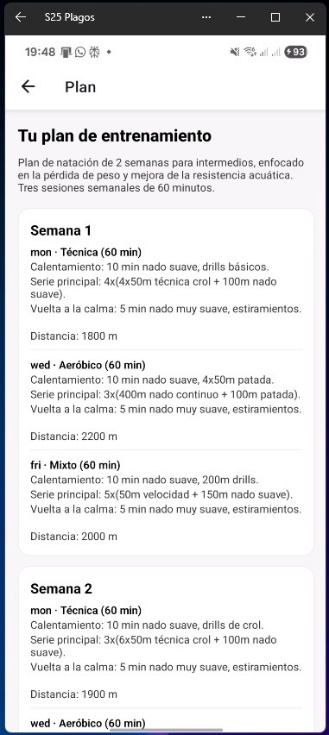 S25 Plagos
19:48
93
Plan
Tu plan de entrenamiento
Plan de natación de 2 semanas para intermedios, enfocado
en la pérdida de peso y mejora de la resistencia acuática.
Tres sesiones semanales de 60 minutos.
Semana 1
mon · Técnica (60 min)
Calentamiento: 10 min nado suave, drills básicos.
Serie principal: 4x(4x50m técnica crol + 100m nado
suave).
Vuelta a la calma: 5 min nado muy suave, estiramientos.
Distancia: 1800 m
wed · Aeróbico (60 min)
Calentamiento: 10 min nado suave, 4x50m patada.
Serie principal: 3x(400m nado continuo + 100m patada).
Vuelta a la calma: 5 min nado muy suave, estiramientos.
Distancia: 2200 m
fri · Mixto (60 min)
Calentamiento: 10 min nado suave, 200m drills.
Serie principal: 5x(50m velocidad + 150m nado suave).
Vuelta a la calma: 5 min nado muy suave, estiramientos.
Distancia: 2000 m
Semana 2
mon · Técnica (60 min)
Calentamiento: 10 min nado suave, drills de crol.
Serie principal: 3x(6x50m técnica crol + 100m nado
suave).
Vuelta a la calma: 5 min nado muy suave, estiramientos.
Distancia: 1900 m
wed · Aeróbico (60 min)